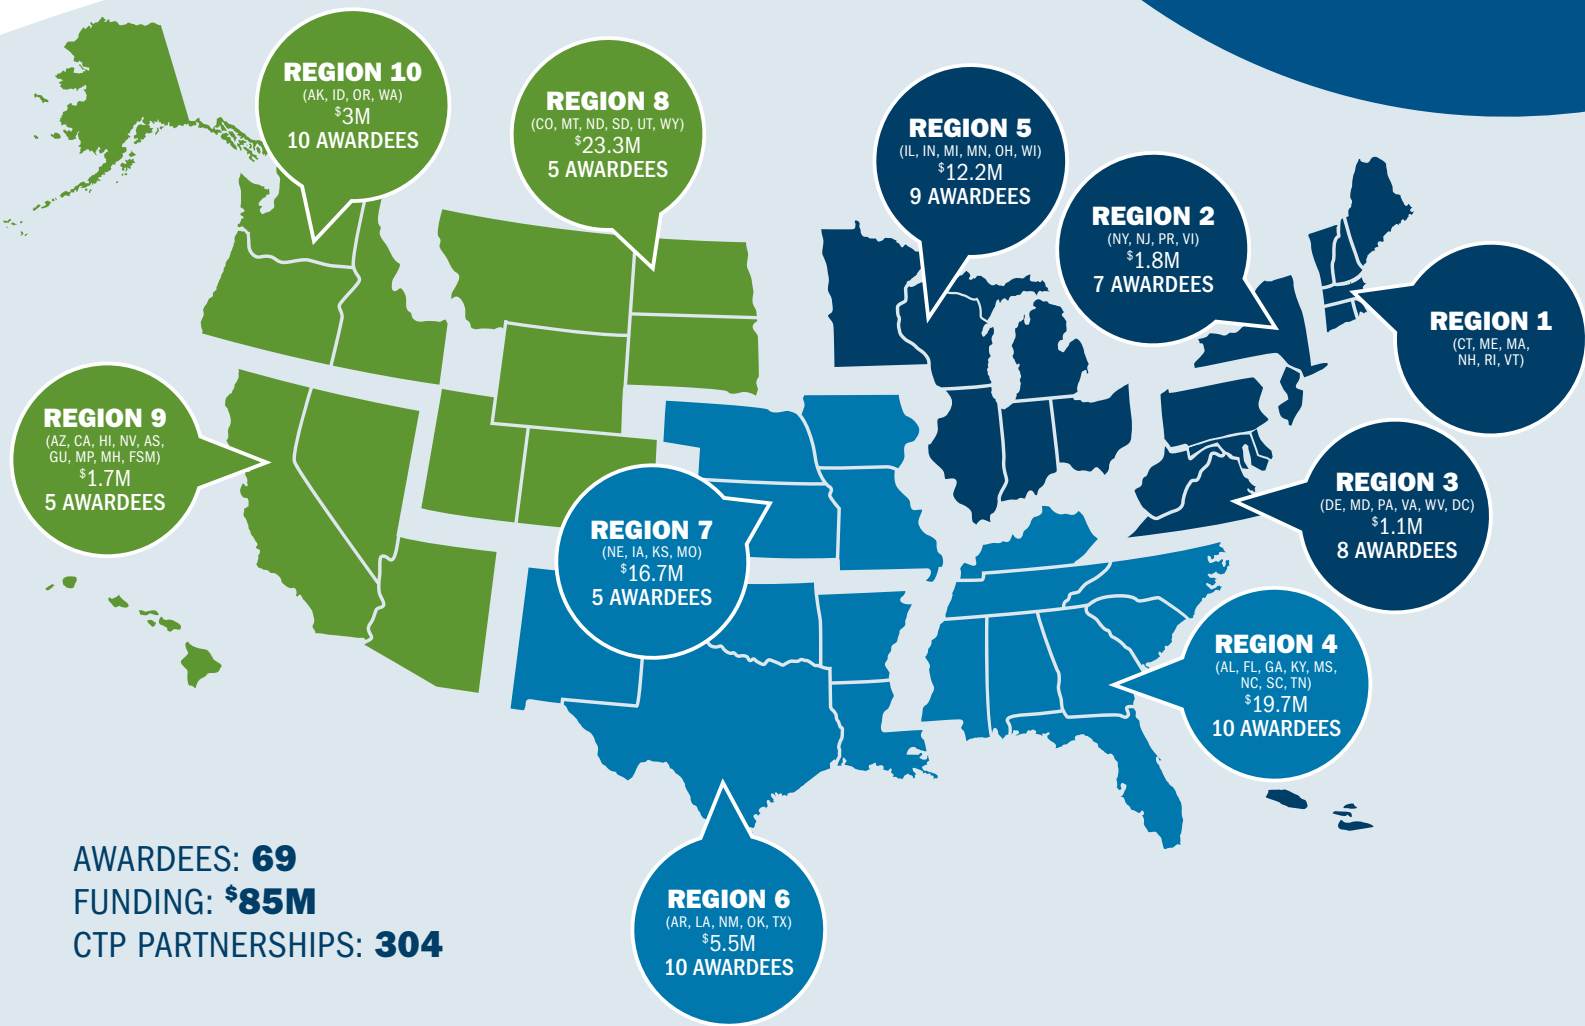 REGION 10
(AK, ID, OR, WA)
$3M
10 AWARDEES
REGION 8
(CO, MT, ND, SD, UT, WY)
$23.3M
5 AWARDEES
REGION 5
(IL, IN, MI, MN, OH, WI)
$12.2M
9 AWARDEES
REGION 2
(NY, NJ, PR, VI)
$1.8M
7 AWARDEES
REGION 1
(CT, ME, MA,
NH, RI, VT)
REGION 9
(AZ, CA, HI, NV, AS,
GU, MP, MH, FSM)
$1.7M
5 AWARDEES
REGION 7
(NE, IA, KS, MO)
$16.7M
5 AWARDEES
REGION 3
(DE, MD, PA, VA, WV, DC)
$1.1M
8 AWARDEES
REGION 4
(AL, FL, GA, KY, MS,
NC, SC, TN)
$19.7M
10 AWARDEES
REGION 6
(AR, LA, NM, OK, TX)
$5.5M
10 AWARDEES
AWARDEES: 69
FUNDING: $85M
CTP PARTNERSHIPS: 304